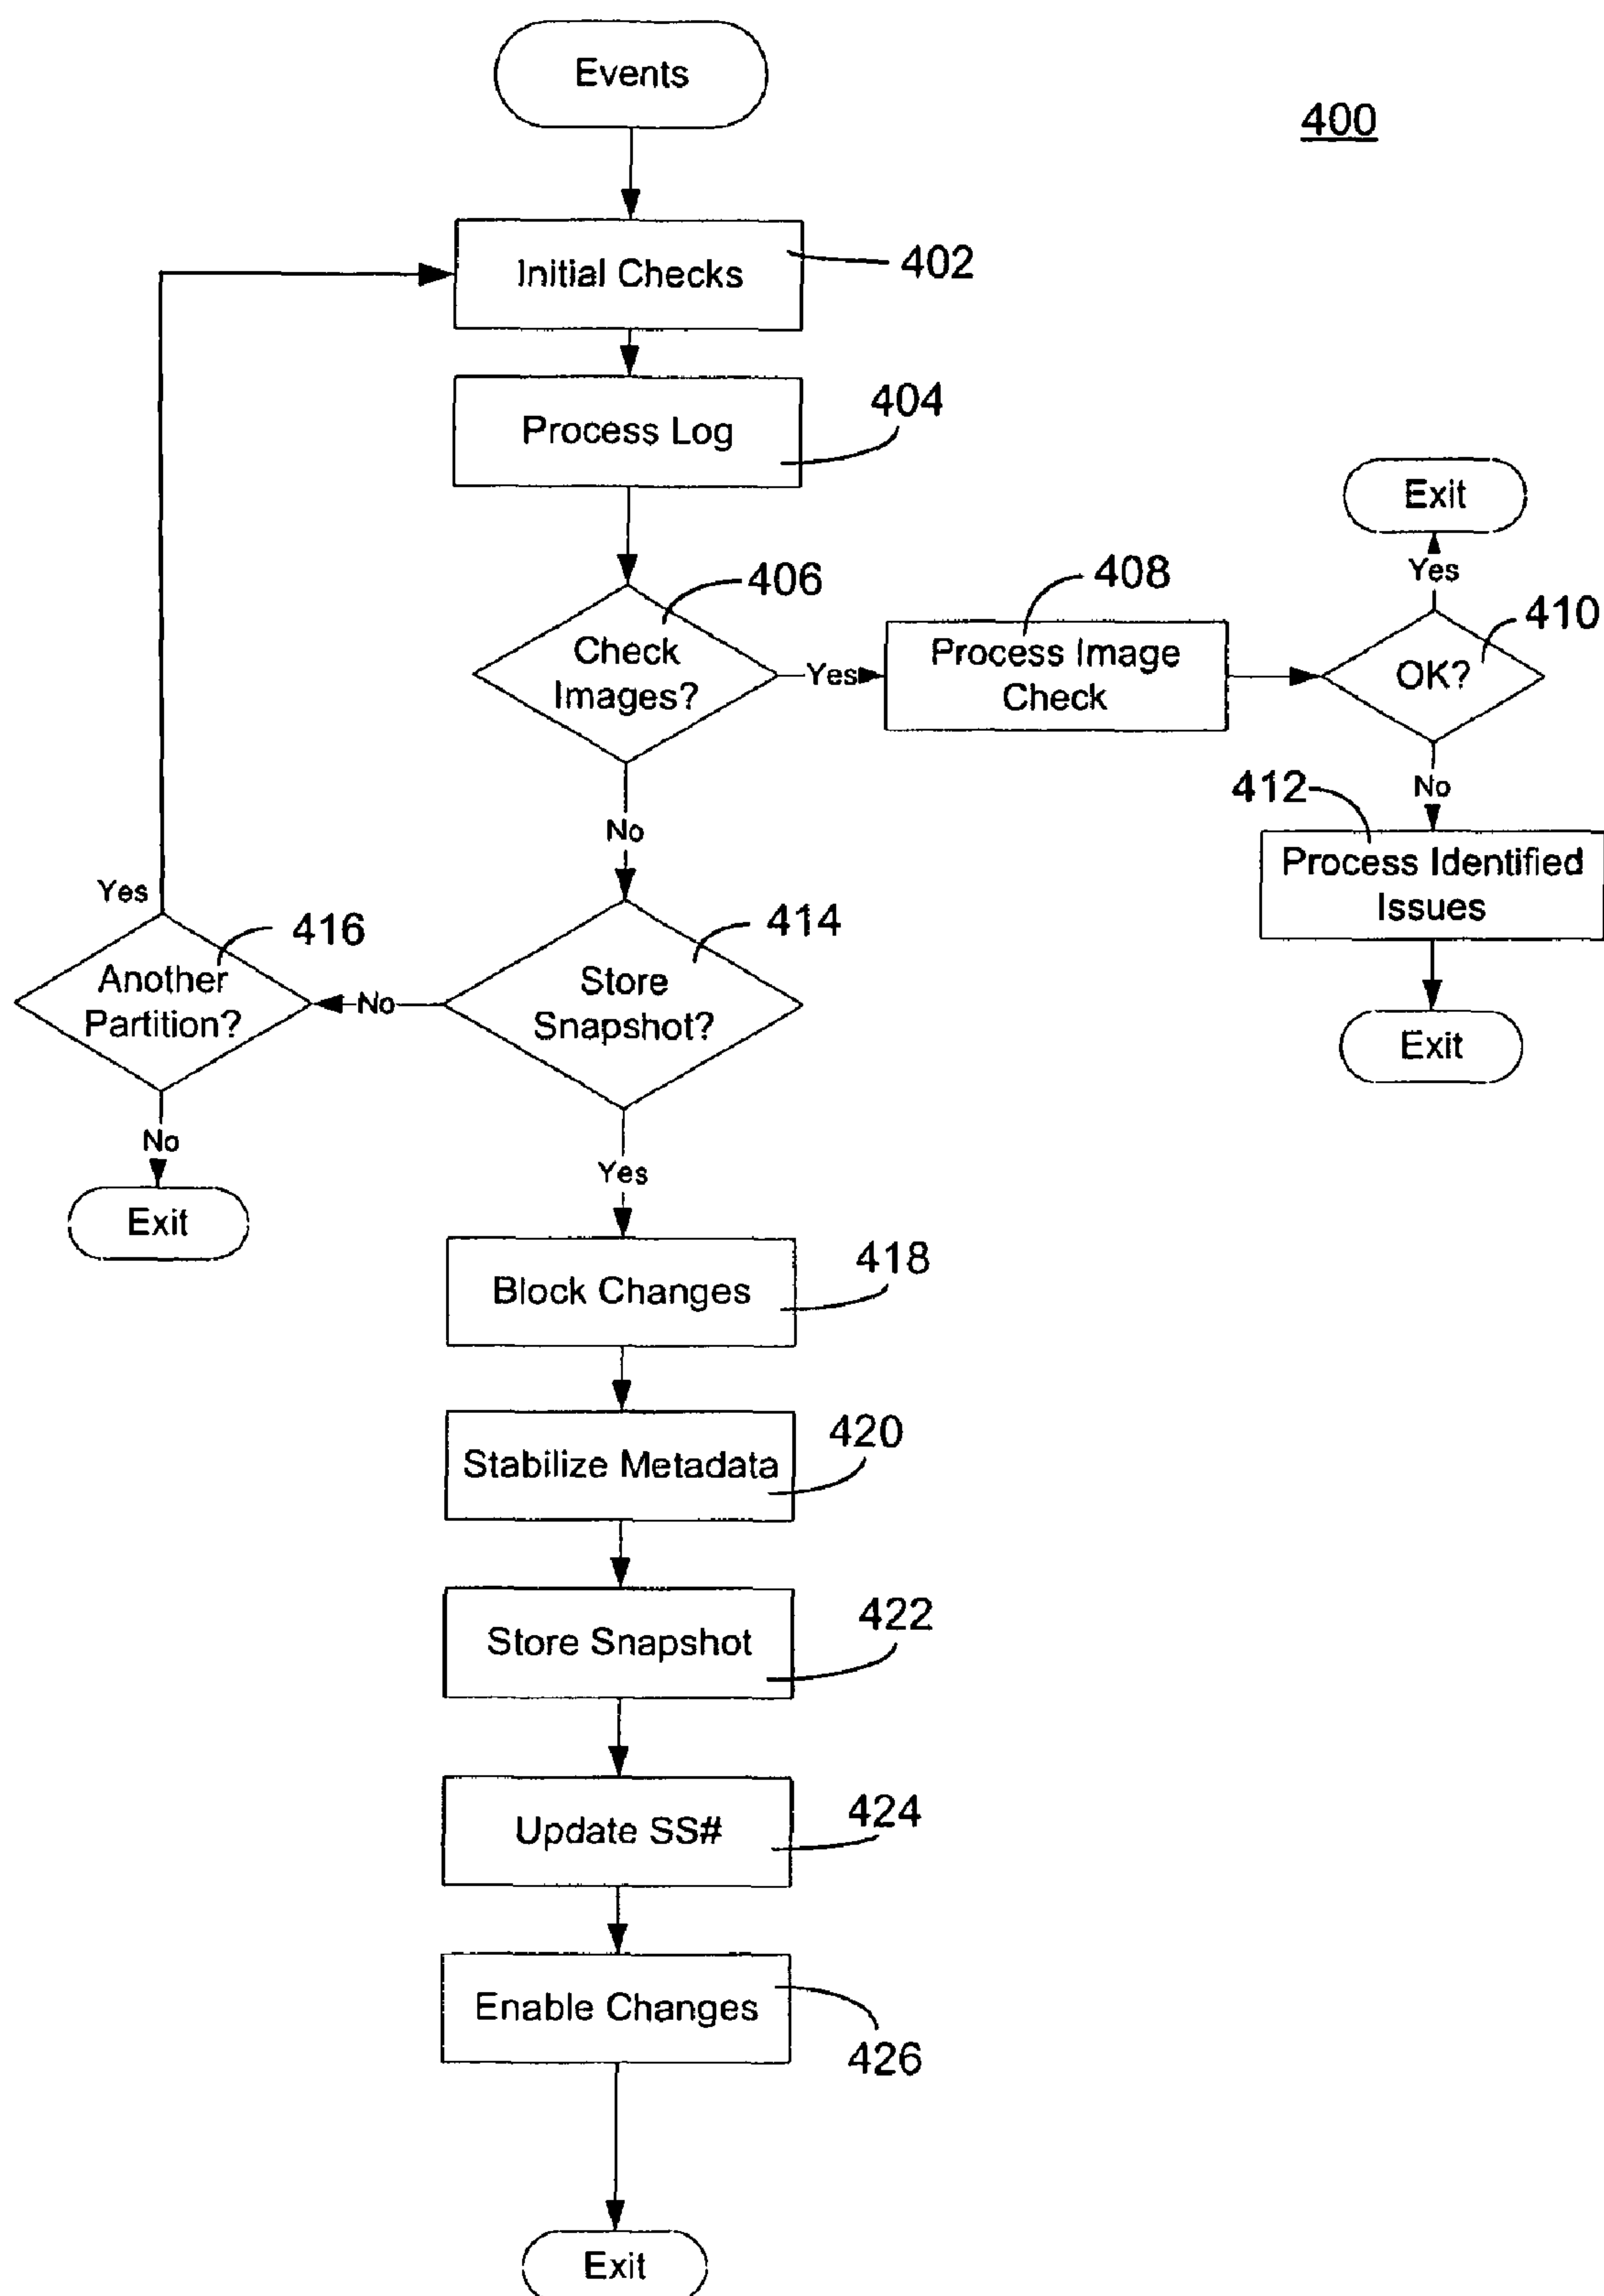 Events
400
Initial Checks
402
Process Log
404
Exit
Yes
Check
Images?
406
Yes
Process Image
Check
408
OK?
410
No
412
Process Identified
Issues
Exit
No
Yes
Another
Partition?
416
No
Store
Snapshot?
414
No
Exit
Yes
Block Changes
418
Stabilize Metadata
420
Store Snapshot
422
Update SS#
424
Enable Changes
426
Exit